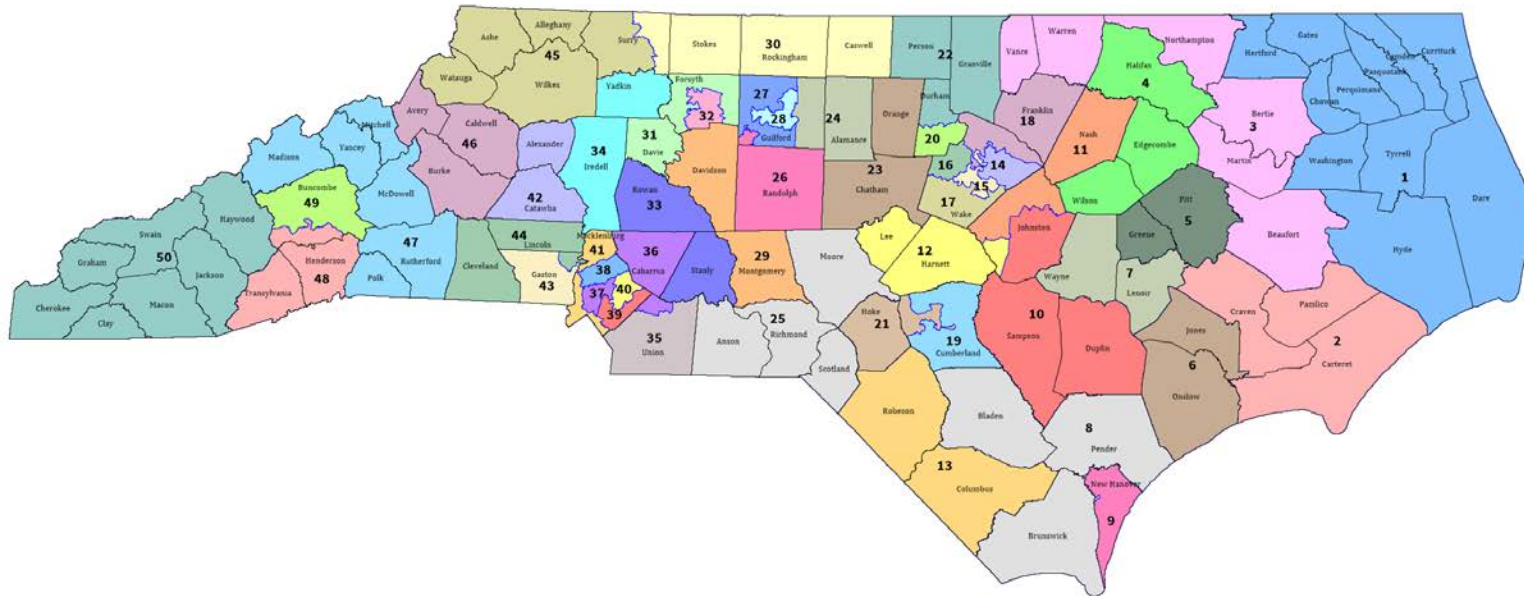 Ashe
Alleghany
Surry
45
Watauga
Wilkes
Stokes
30
Rockingham
Caswell
Person
22
Granville
Vance
Warren
Northampton
Halifax
4
Hertford
Gates
Camden
Currituck
Pasquotank
Perquimans
Chowan
Bertie
3
Martin
Washington
Tyrrell
1
Dare
Hyde
Yadkin
Forsyth
32
27
28
Guilford
24
Alamance
Orange
Durham
20
Franklin
18
Nash
11
Edgecombe
Wilson
Avery
Caldwell
46
Burke
Mitchell
Yancey
Madison
McDowell
Buncombe
49
Alexander
42
Catawba
34
Iredell
31
Davie
Davidson
26
Randolph
23
Chatham
16
14
15
17
Wake
Rowan
33
Johnston
Greene
Pitt
5
Beaufort
Haywood
Swain
50
Graham
Jackson
Cherokee
Macon
Clay
Transylvania
Henderson
48
47
Rutherford
Polk
Cleveland
44
Lincoln
Gaston
43
Mecklenburg
41
38
37
40
39
36
Cabarrus
Stanly
29
Montgomery
Moore
Lee
12
Harnett
Wayne
7
Lenoir
Craven
Pamlico
2
Carteret
Jones
6
Onslow
35
Union
Anson
25
Richmond
Scotland
Hoke
21
19
Cumberland
10
Sampson
Duplin
Robeson
Bladen
8
Pender
13
Columbus
New Hanover
9
Brunswick